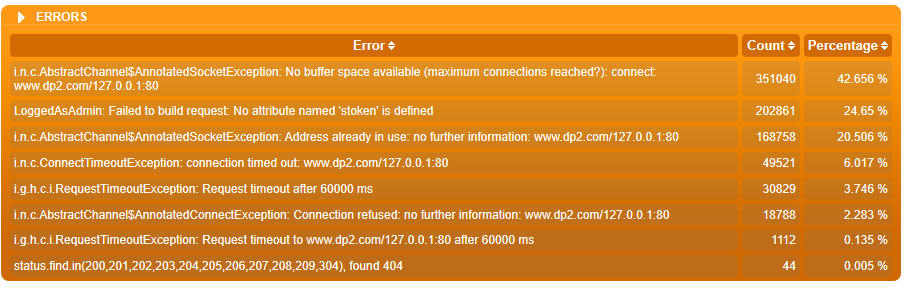 ERRORS
Error Count Percentage
i.n.c.AbstractChannel$AnnotatedSocketException: No buffer space available (maximum connections reached?): connect:
www.dp2.com/127.0.0.1:80 351040 42.656 %
LoggedAsAdmin: Failed to build request: No attribute named 'stoken' is defined 202861 24.65 %
i.n.c.AbstractChannel$AnnotatedSocketException: Address already in use: no further information: www.dp2.com/127.0.0.1:80 168758 20.506 %
i.n.c.ConnectTimeoutException: connection timed out: www.dp2.com/127.0.0.1:80 49521 6.017 %
i.g.h.c.i.RequestTimeoutException: Request timeout after 60000 ms 30829 3.746 %
i.n.c.AbstractChannel$AnnotatedConnectException: Connection refused: no further information: www.dp2.com/127.0.0.1:80 18788 2.283 %
i.g.h.c.i.RequestTimeoutException: Request timeout to www.dp2.com/127.0.0.1:80 after 60000 ms 1112 0.135 %
status.find.in(200,201,202,203,204,205,206,207,208,209,304), found 404 44 0.005 %